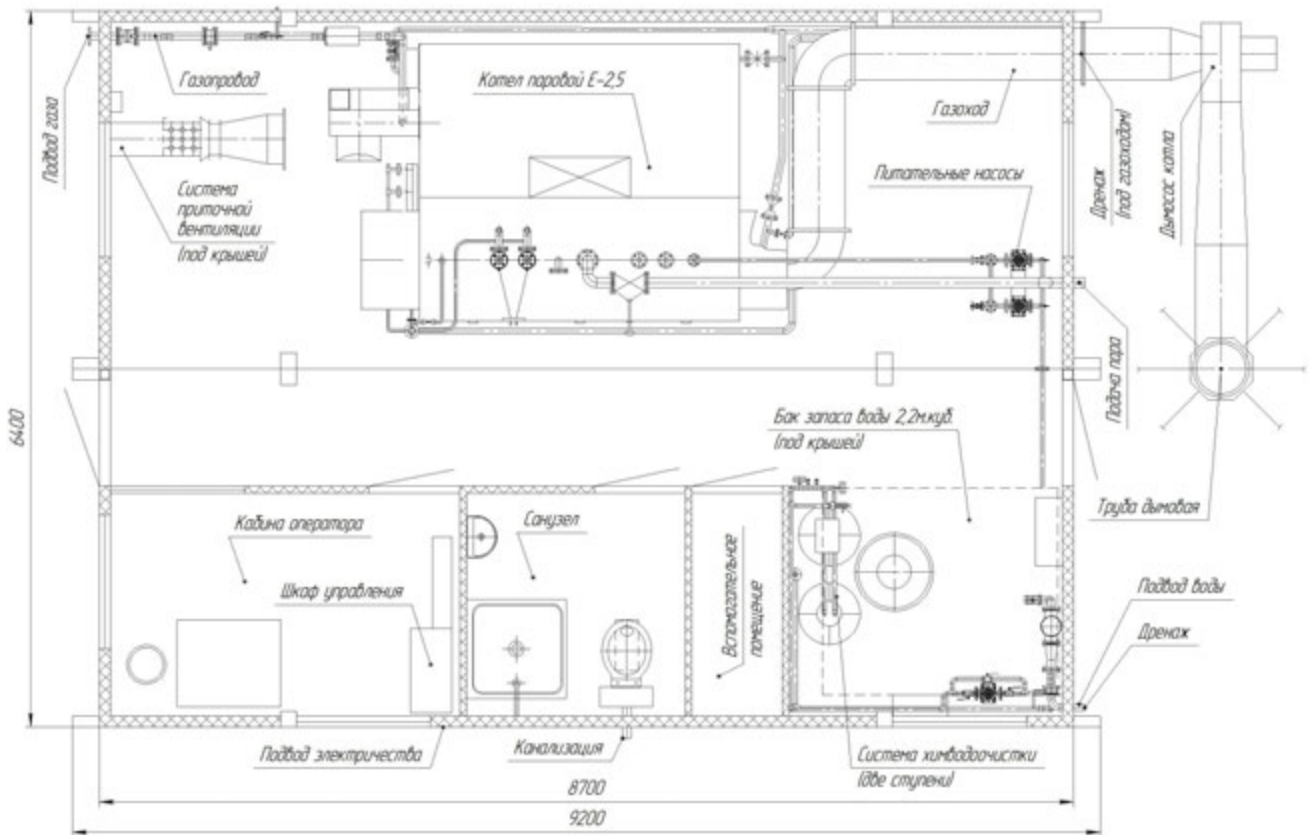 Газопровод
Котел паровой Е-2,5
Газоход
Подвод газа
Система
приточной
вентиляции
(под крышей)
Питательные насосы
Дренаж
(под газоходом)
Дымосос котла
Подача пара
6400
Бак запаса воды 2,2м.куб.
(под крышей)
Труба дымовая
Кабина оператора
Санузел
Шкаф управления
Вспомогательное
помещение
Подвод воды
Дренаж
Подвод электричества
Канализация
Система химводоочистки
(две ступени)
8700
9200